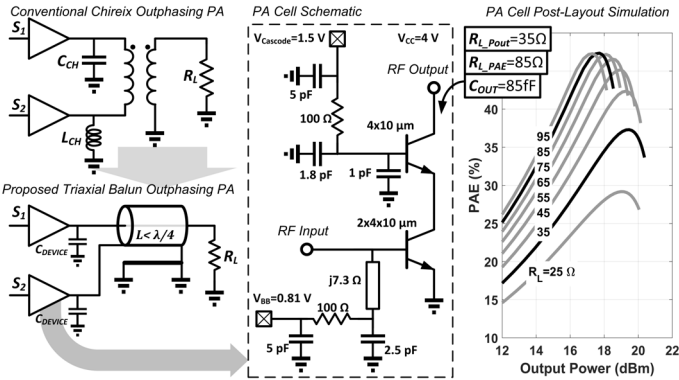 Conventional Chireix Outphasing PA
S1
CCH
RL
S2
LCH
Proposed Triaxial Balun Outphasing PA
S1
CDEVICE
L< λ/4
RL
S2
CDEVICE
PA Cell Schematic
VCascode=1.5 V
VCC=4 V
RF Output
5 pF
100 Ω
4x10 µm
1.8 pF
1 pF
2x4x10 µm
RF Input
j7.3 Ω
VBB=0.81 V
100 Ω
5 pF
2.5 pF
PA Cell Post-Layout Simulation
RL_Pout=35Ω
RL_PAE=85Ω
COUT=85fF
PAE (%)
45
40
35
30
25
20
15
10
95
85
75
65
55
45
35
RL=25 Ω
12
14
16
18
20
22
Output Power (dBm)